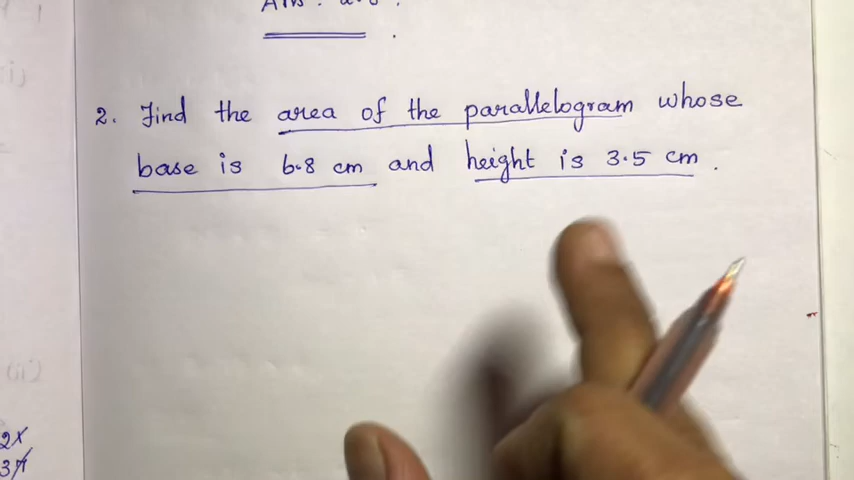 2. Find the area of the parallelogram whose
base is 6.8 cm and height is 3.5 cm.
2x